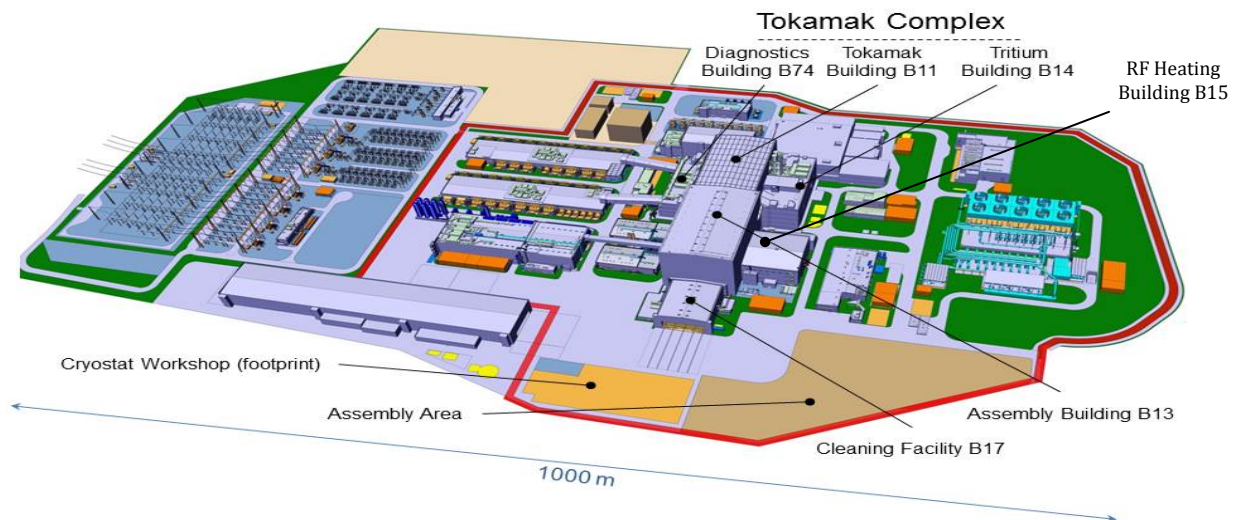 Tokamak Complex
Diagnostics
Building B74
Tokamak
Building B11
Tritium
Building B14
RF Heating
Building B15
Cryostat Workshop (footprint)
Assembly Area
Assembly Building B13
Cleaning Facility B17
1000 m